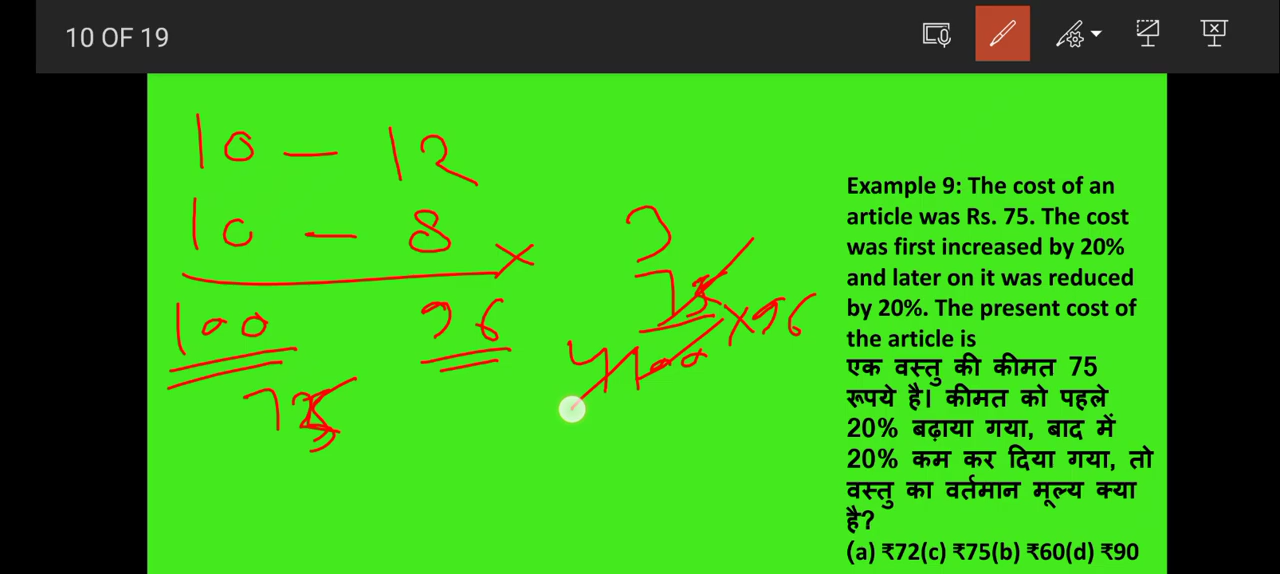 10 OF 19
10 — 12
10 — 8
×
100 96
75
3
75 × 96
4 100
Example 9: The cost of an
article was Rs. 75. The cost
was first increased by 20%
and later on it was reduced
by 20%. The present cost of
the article is
एक वस्तु की कीमत 75
रूपये है। कीमत को पहले
20% बढ़ाया गया, बाद में
20% कम कर दिया गया, तो
वस्तु का वर्तमान मूल्य क्या
है?
(a) ₹72(c) ₹75(b) ₹60(d) ₹90